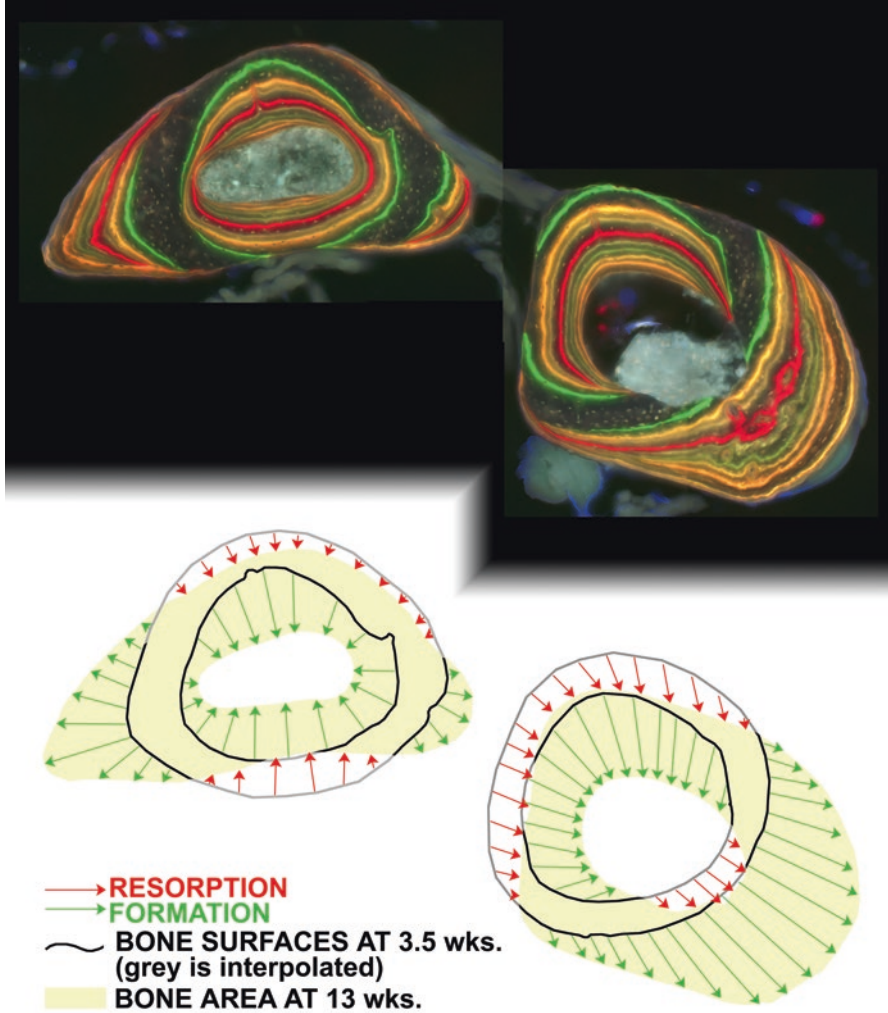 RESORPTION
FORMATION
BONE SURFACES AT 3.5 wks.
(grey is interpolated)
BONE AREA AT 13 wks.